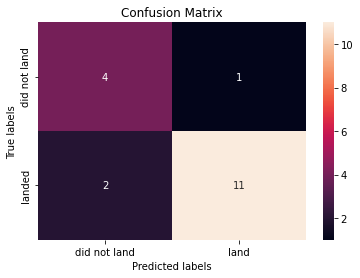 Confusion Matrix
True labels
did not land
landed
4
1
2
11
did not land
land
Predicted labels
10
8
6
4
2